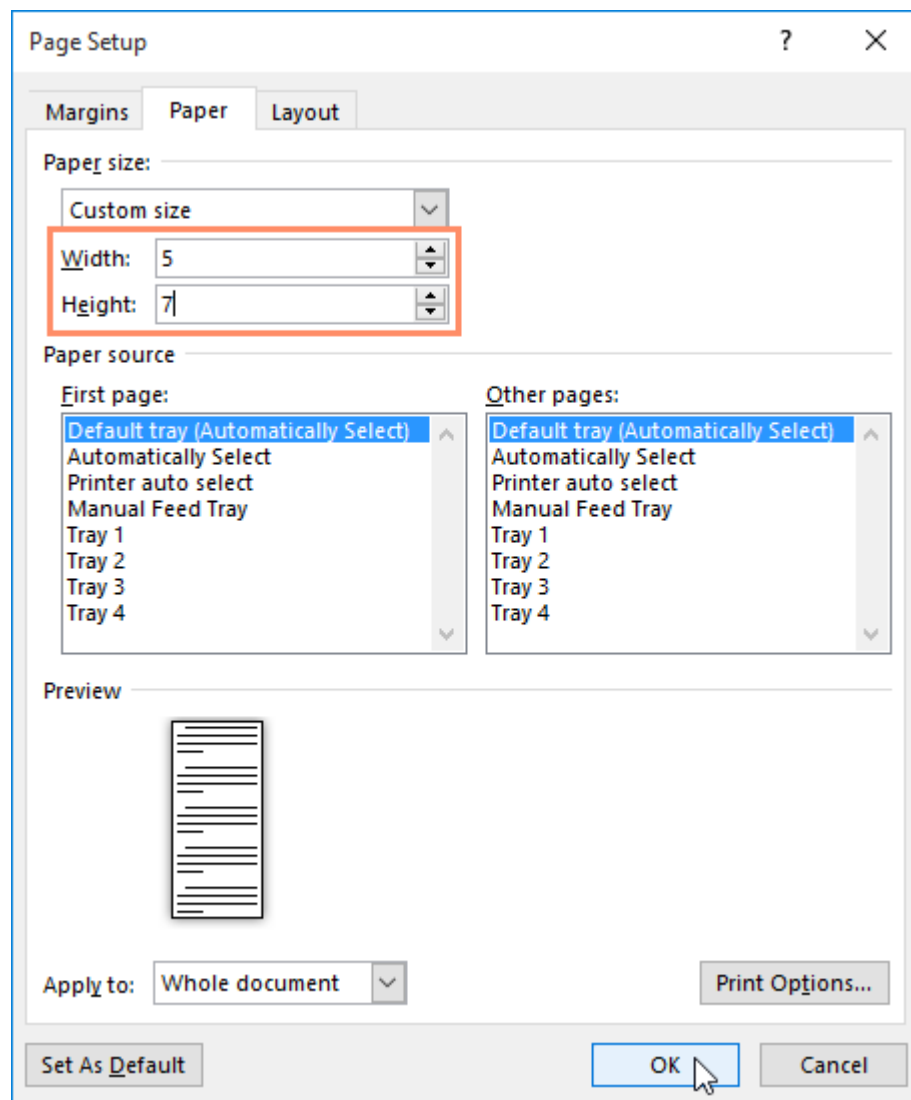 Page Setup ?
Margins Paper Layout
Paper size:
Custom size
Width: 5
Height: 7
Paper source
First page: Other pages:
Default tray (Automatically Select) Default tray (Automatically Select)
Automatically Select Automatically Select
Printer auto select Printer auto select
Manual Feed Tray Manual Feed Tray
Tray 1 Tray 1
Tray 2 Tray 2
Tray 3 Tray 3
Tray 4 Tray 4
Preview
Apply to: Whole document Print Options...
Set As Default OK Cancel